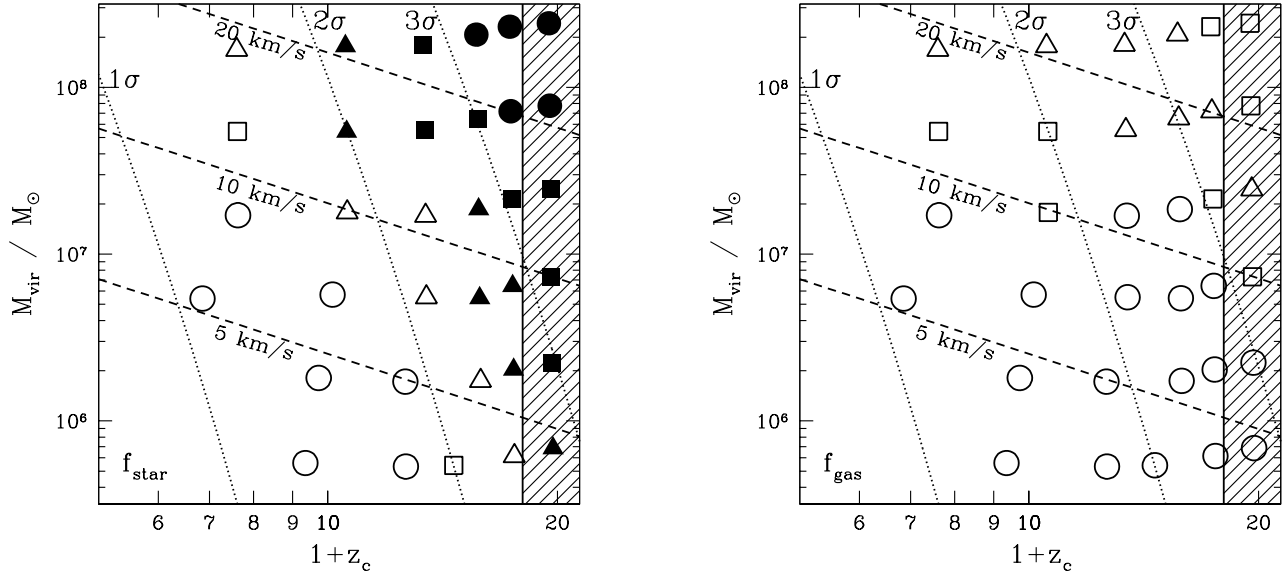 20 km/s
2σ
3σ
10⁸
1σ
10 km/s
M_vir / M_⊙
10⁷
5 km/s
10⁶
f_star
6 7 8 9 10 20
1+z_c
20 km/s
2σ
3σ
10⁸
1σ
10 km/s
M_vir / M_⊙
10⁷
5 km/s
10⁶
f_gas
6 7 8 9 10 20
1+z_c